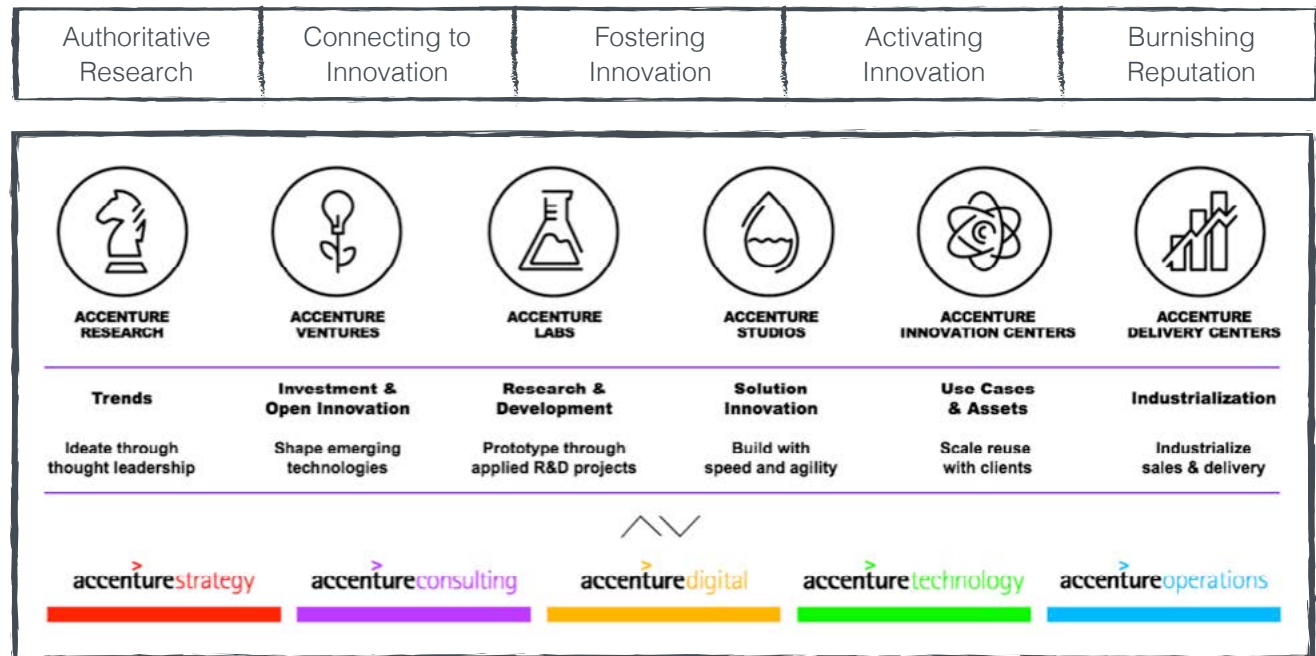 Authoritative
Research
Connecting to
Innovation
Fostering
Innovation
Activating
Innovation
Burnishing
Reputation
ACCENTURE
RESEARCH
ACCENTURE
VENTURES
ACCENTURE
LABS
ACCENTURE
STUDIOS
ACCENTURE
INNOVATION CENTERS
ACCENTURE
DELIVERY CENTERS
Trends
Investment &
Open Innovation
Research &
Development
Solution
Innovation
Use Cases
& Assets
Industrialization
Ideate through
thought leadership
Shape emerging
technologies
Prototype through
applied R&D projects
Build with
speed and agility
Scale reuse
with clients
Industrialize
sales & delivery
accenturestrategy
accentureconsulting
accenturedigital
accenturetechnology
accentureoperations